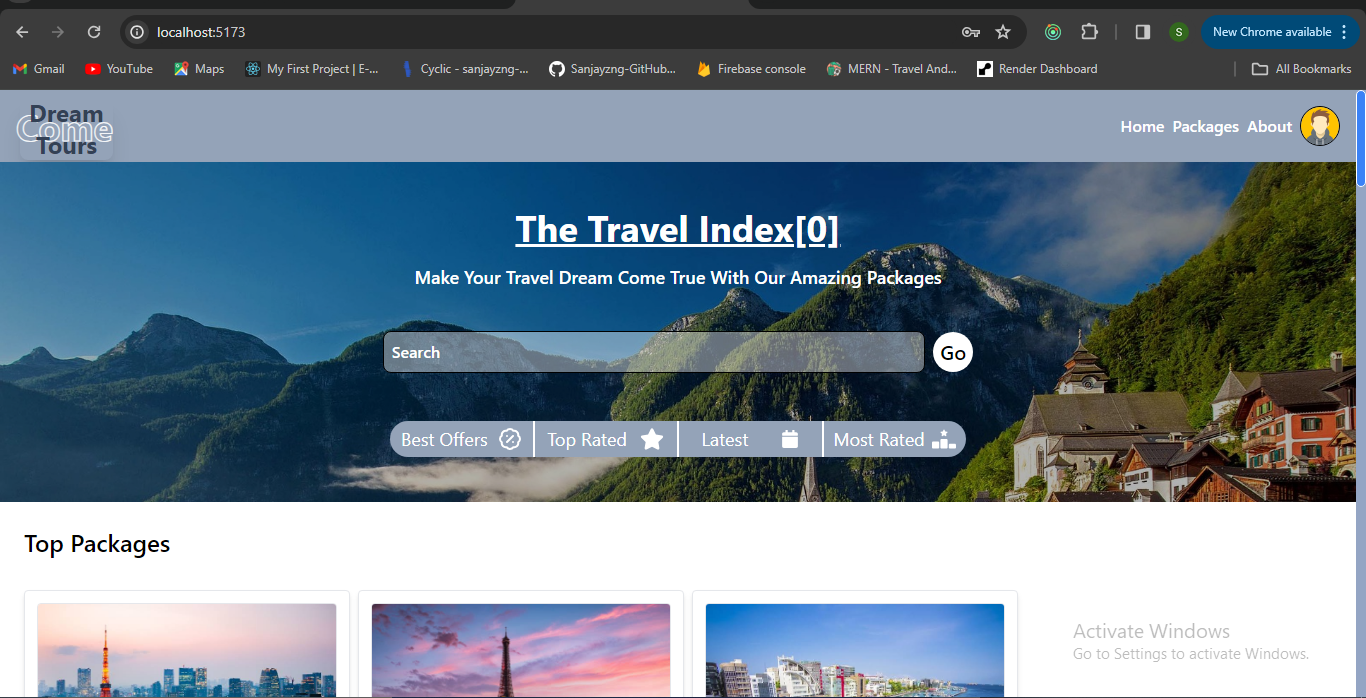 localhost:5173
S
New Chrome available
Gmail
YouTube
Maps
My First Project | E-...
Cyclic - sanjayzng-...
Sanjayzng-GitHub...
Firebase console
MERN - Travel And...
Render Dashboard
All Bookmarks
Dream
Come
Tours
Home Packages About
The Travel Index[0]
Make Your Travel Dream Come True With Our Amazing Packages
Search
Go
Best Offers
Top Rated
Latest
Most Rated
Top Packages
Activate Windows
Go to Settings to activate Windows.